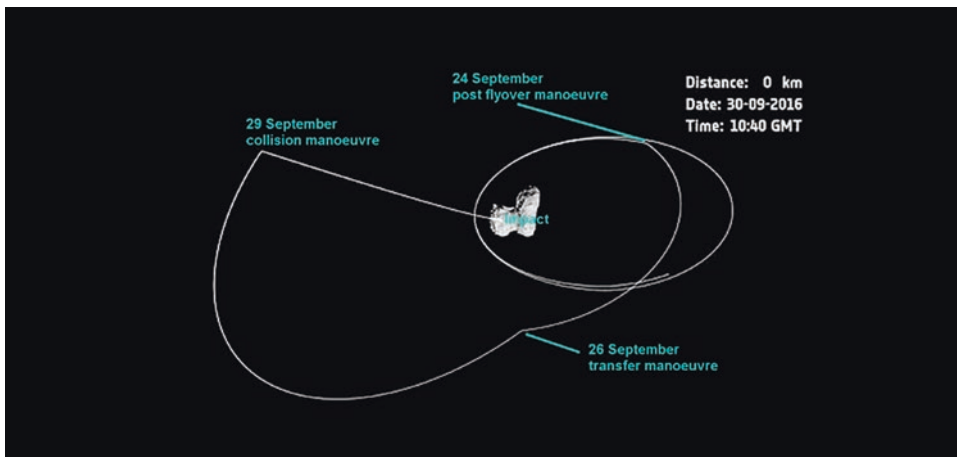 24 September
post flyover manoeuvre
Distance: 0 km
Date: 30-09-2016
Time: 10:40 GMT
29 September
collision manoeuvre
Impact
26 September
transfer manoeuvre